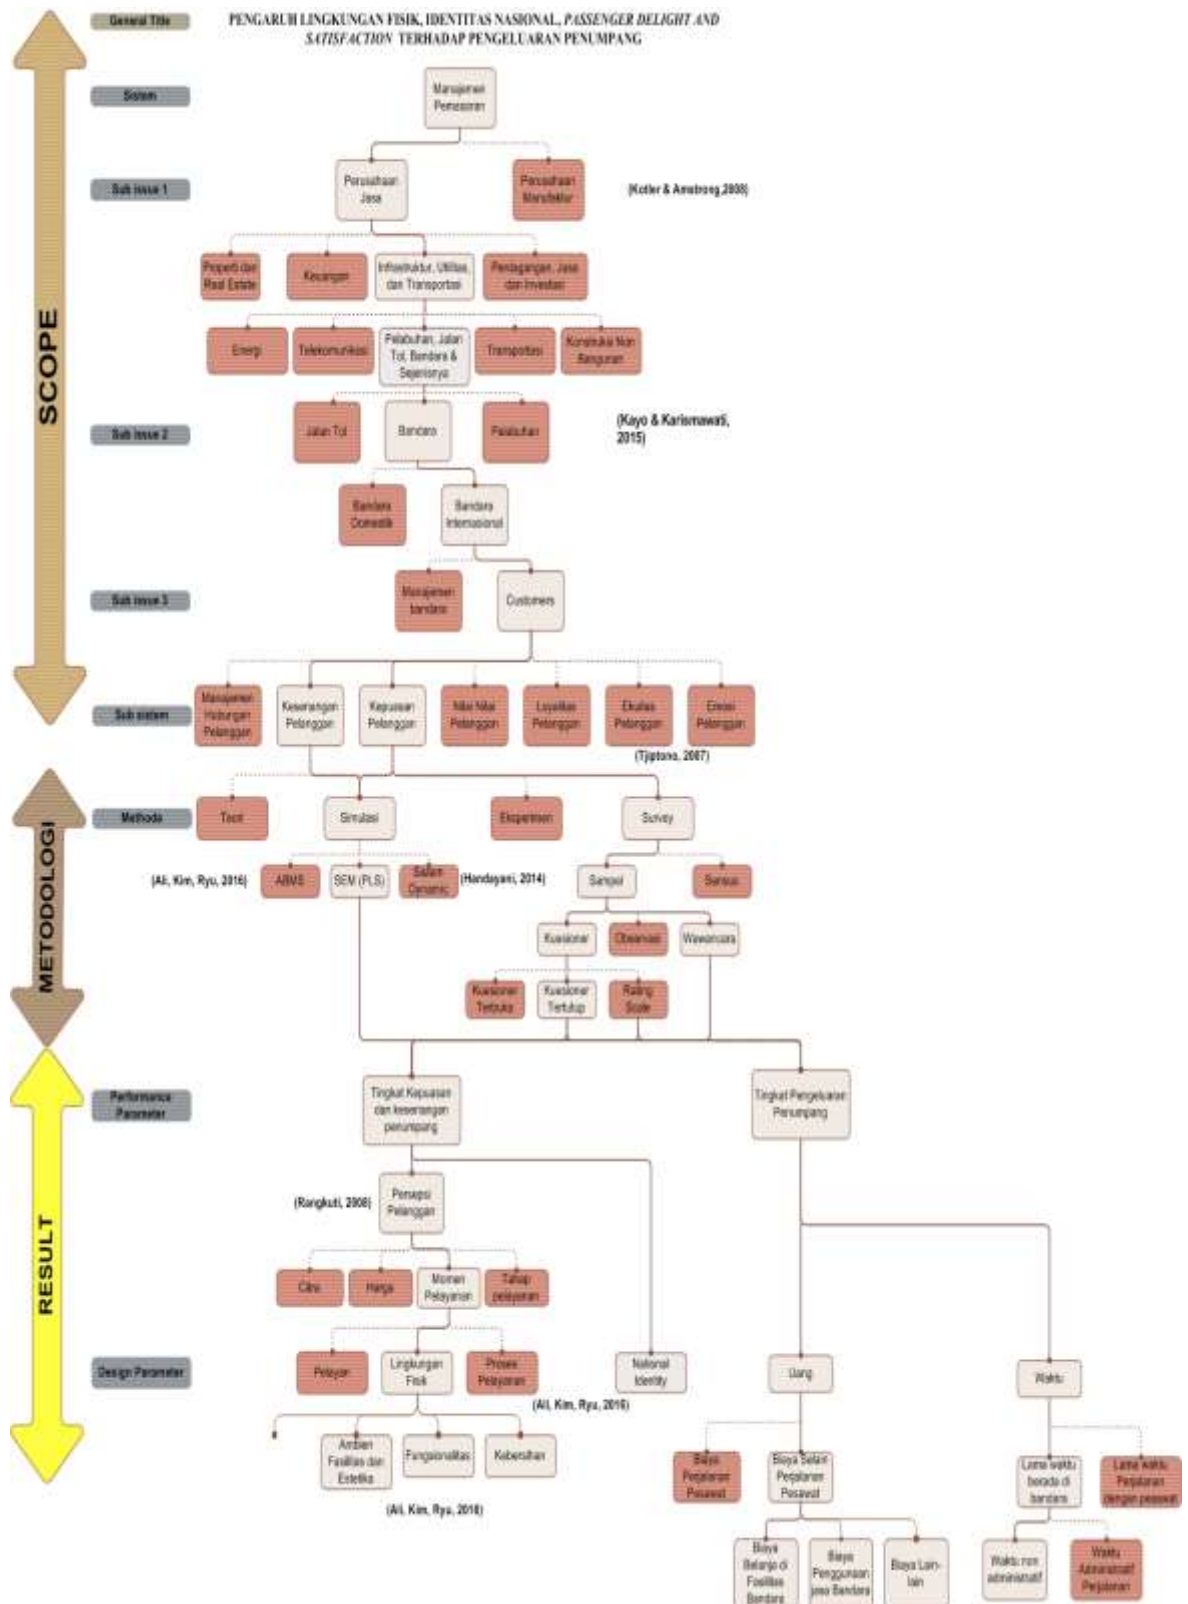 General Title
PENGARUH LINGKUNGAN FISIK, IDENTITAS NASIONAL, PASSENGER DELIGHT AND
SATISFACTION TERHADAP PENGELUARAN PENUMPANG
Sistem
Manajemen
Pemasaran
SCOPE
Sub issue 1
Perusahaan
Jasa
Perusahaan
Manufaktur
(Kotler & Amstrong,2008)
Properti dan
Real Estate
Keuangan
Infrastruktur, Utilitas,
dan Transportasi
Perdagangan, Jasa
dan Investasi
Energi
Telekomunikasi
Pelabuhan, Jalan
Tol, Bandara &
Sejenisnya
Transportasi
Konstruksi Non
Bangunan
Sub issue 2
Jalan Tol
Bandara
Pelabuhan
(Kayo & Karismawati,
2015)
Bandara
Domestik
Bandara
Internasional
Sub issue 3
Manajemen
bandara
Customers
Sub sistem
Manajemen
Hubungan
Pelanggan
Kesenangan
Pelanggan
Kepuasan
Pelanggan
Nilai Nilai
Pelanggan
Loyalitas
Pelanggan
Ekuitas
Pelanggan
Emosi
Pelanggan
(Tjiptono, 2007)
METODOLOGI
Methode
Teori
Simulasi
Eksperimen
Survey
(Ali, Kim, Ryu, 2016)
ABMS
SEM (PLS)
Sistem
Dynamic
(Handayani, 2014)
Sampel
Sensus
Kuesioner
Observasi
Wawancara
Kuesioner
Terbuka
Kuesioner
Tertutup
Rating
Scale
RESULT
Performance
Parameter
Tingkat Kepuasan
dan kesenangan
penumpang
Tingkat Pengeluaran
Penumpang
(Rangkuti, 2008)
Persepsi
Pelanggan
Citra
Harga
Momen
Pelayanan
Tahap
pelayanan
Design Parameter
Pelayan
Lingkungan
Fisik
Proses
Pelayanan
National
Identity
Uang
Waktu
(Ali, Kim, Ryu, 2016)
Ambien
Fasilitas dan
Estetika
Fungsionalitas
Kebersihan
(Ali, Kim, Ryu, 2016)
Biaya
Perjalanan
Pesawat
Biaya Selain
Perjalanan
Pesawat
Lama waktu
berada di
bandara
Lama waktu
Perjalanan
dengan pesawat
Biaya
Belanja di
Fasilitas
Bandara
Biaya
Penggunaan
jasa Bandara
Biaya Lain-
lain
Waktu non
administratif
Waktu
Administratif
Perjalanan